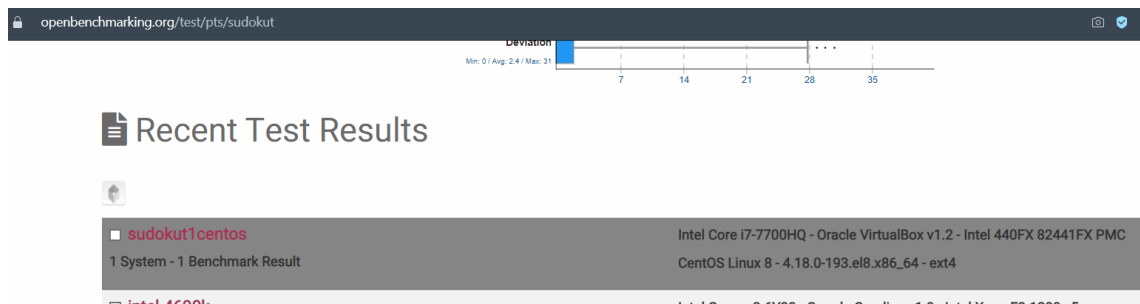 openbenchmarking.org/test/pts/sudokut
Deviation
Min: 0 / Avg: 2.4 / Max: 31
7 14 21 28 35
Recent Test Results
sudokut1centos
Intel Core i7-7700HQ - Oracle VirtualBox v1.2 - Intel 440FX 82441FX PMC
1 System - 1 Benchmark Result
CentOS Linux 8 - 4.18.0-193.el8.x86_64 - ext4